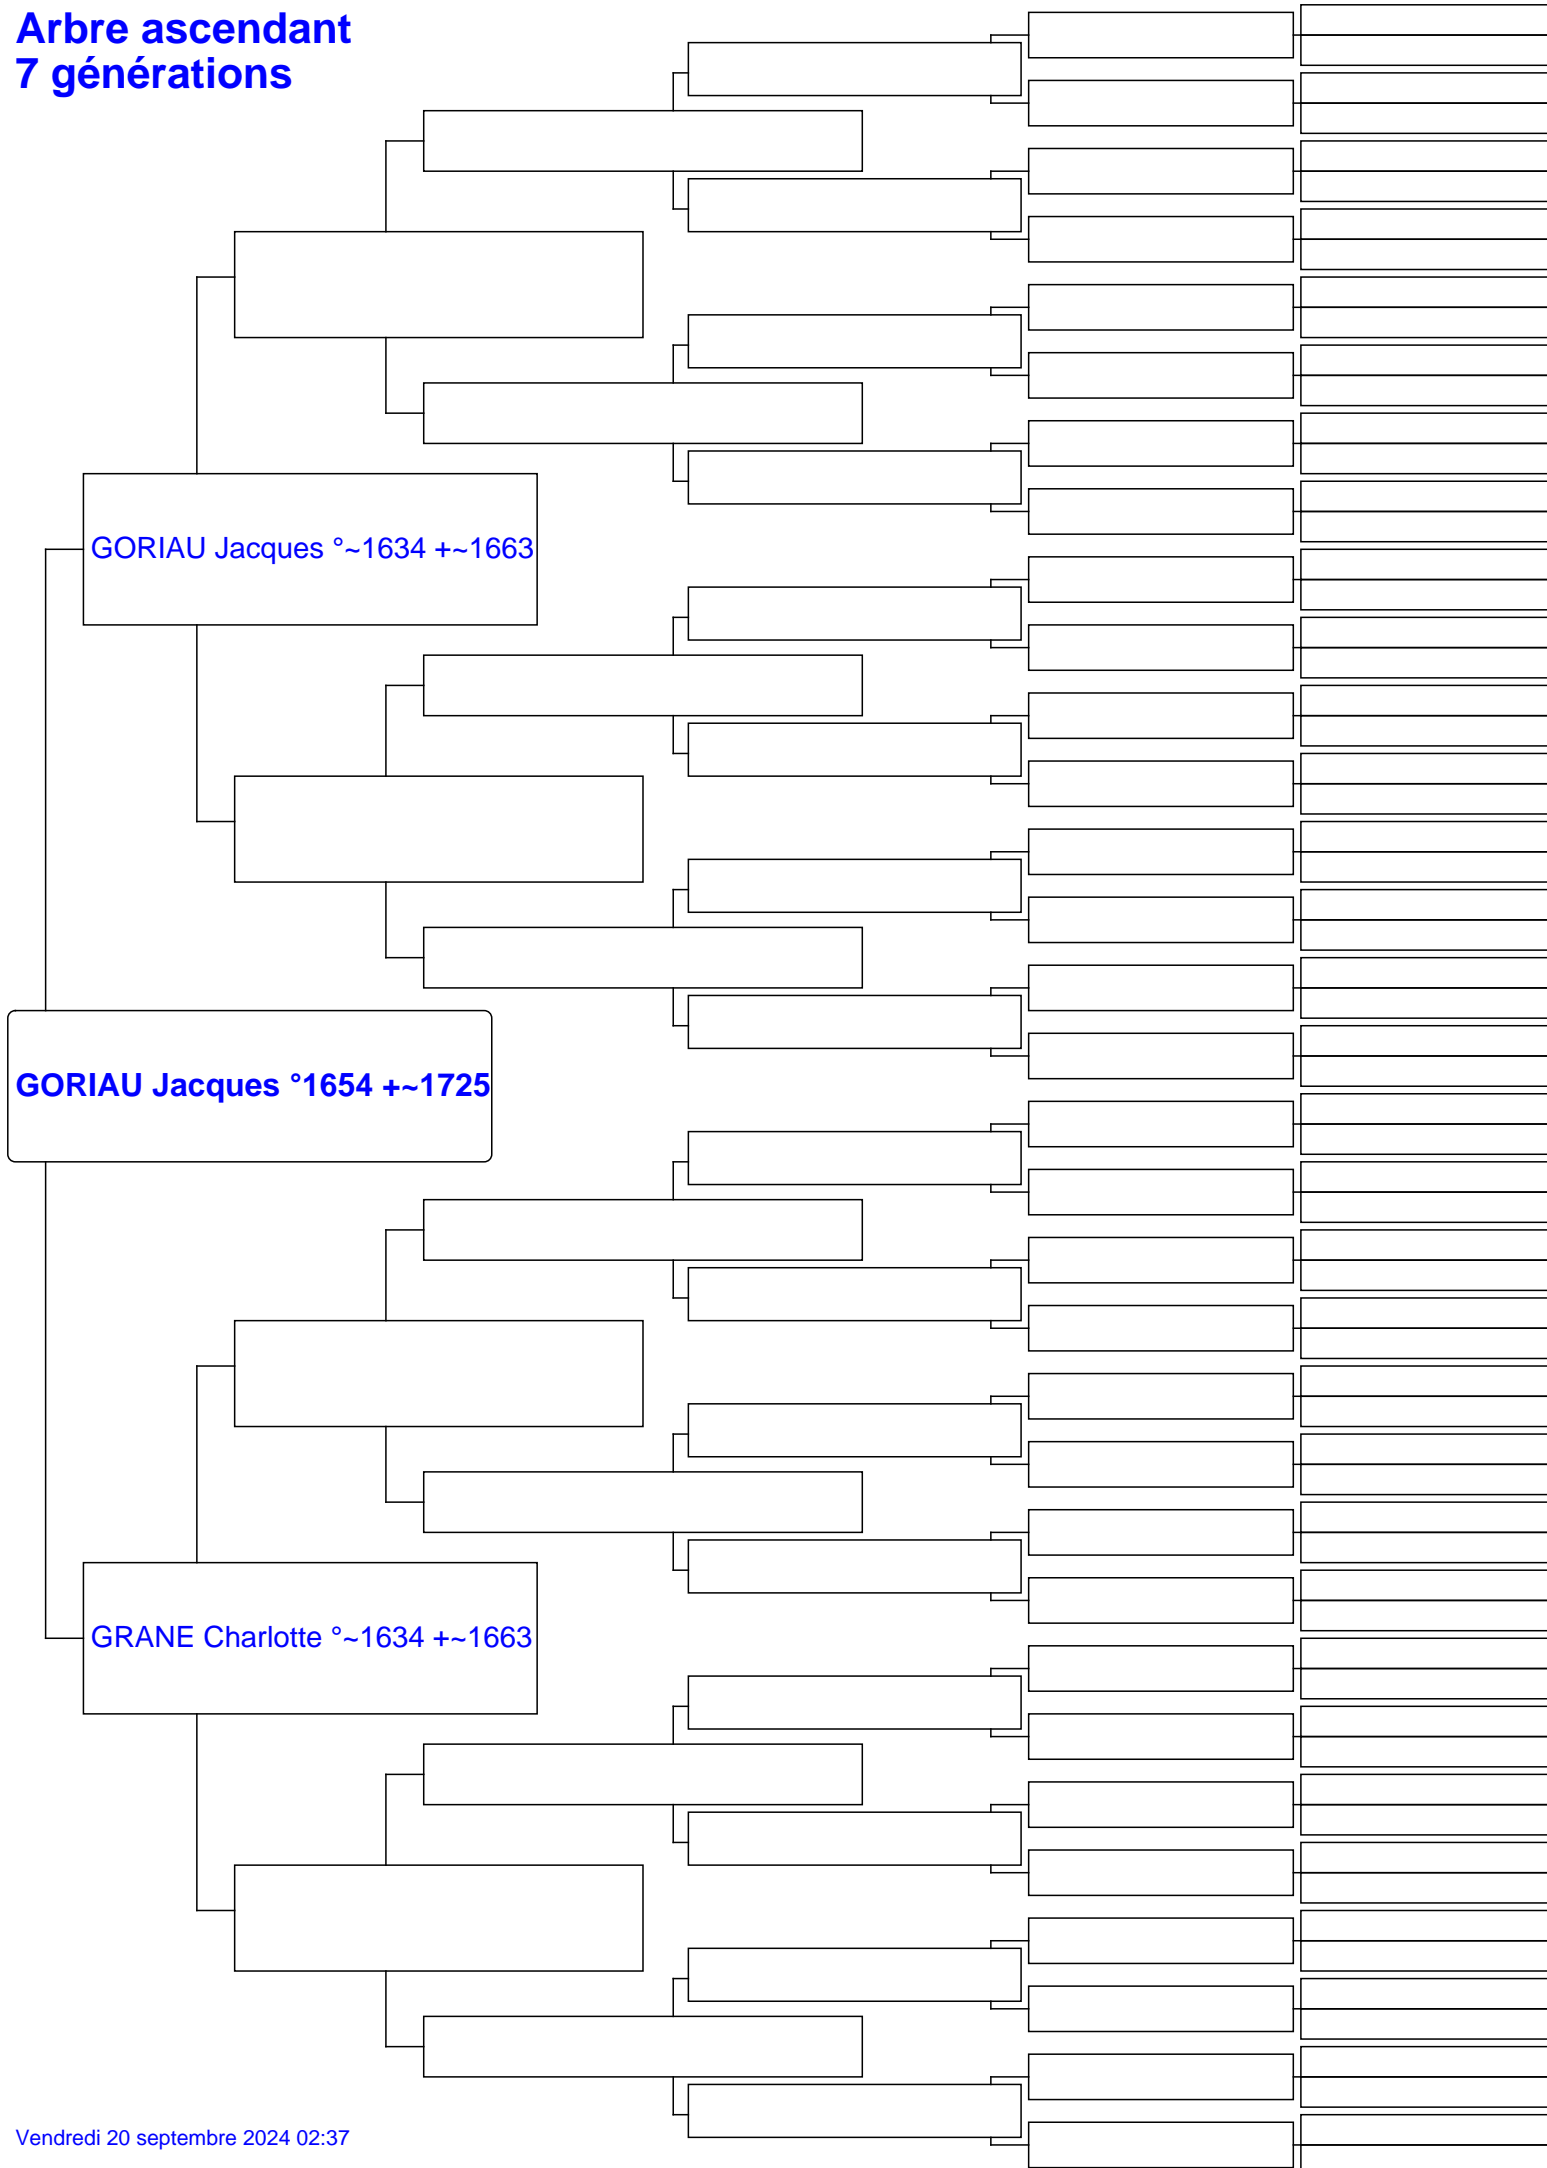 Arbre ascendant
7 générations
GORIAU Jacques °~1634 +~1663
GORIAU Jacques °1654 +~1725
GRANE Charlotte °~1634 +~1663
Vendredi 20 septembre 2024 02:37